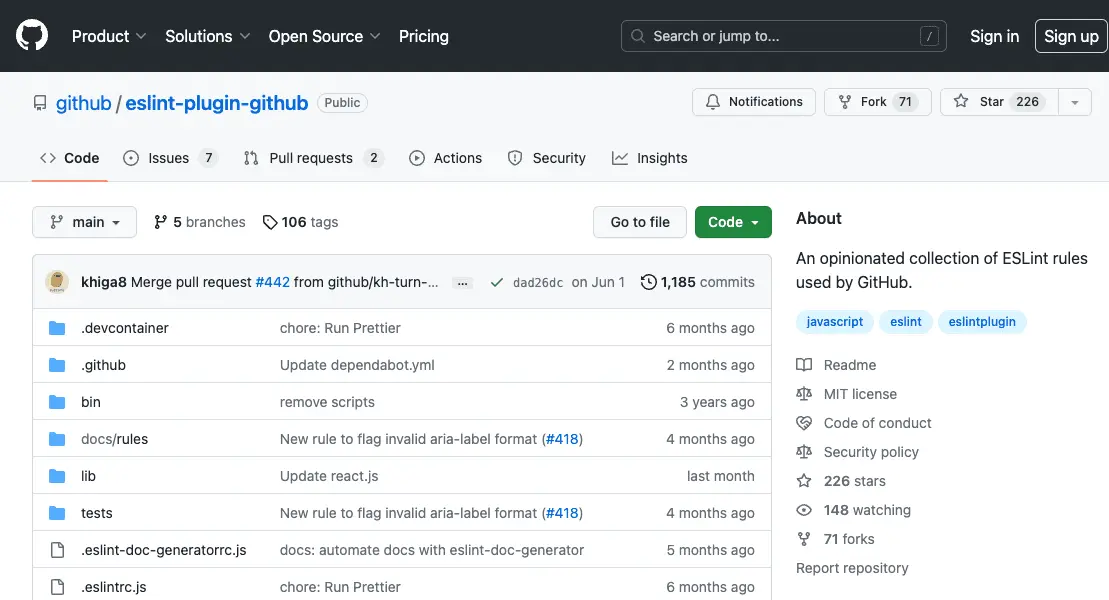 Product Solutions Open Source Pricing Search or jump to... / Sign in Sign up
github / eslint-plugin-github Public Notifications Fork 71 Star 226
Code Issues 7 Pull requests 2 Actions Security Insights
main 5 branches 106 tags Go to file Code
khiga8 Merge pull request #442 from github/kh-turn-… ... dad26dc on Jun 1 1,185 commits
.devcontainer chore: Run Prettier 6 months ago
.github Update dependabot.yml 2 months ago
bin remove scripts 3 years ago
docs/rules New rule to flag invalid aria-label format (#418) 4 months ago
lib Update react.js last month
tests New rule to flag invalid aria-label format (#418) 4 months ago
.eslint-doc-generatorrc.js docs: automate docs with eslint-doc-generator 5 months ago
.eslintrc.js chore: Run Prettier 6 months ago
About
An opinionated collection of ESLint rules
used by GitHub.
javascript eslint eslintplugin
Readme
MIT license
Code of conduct
Security policy
226 stars
148 watching
71 forks
Report repository